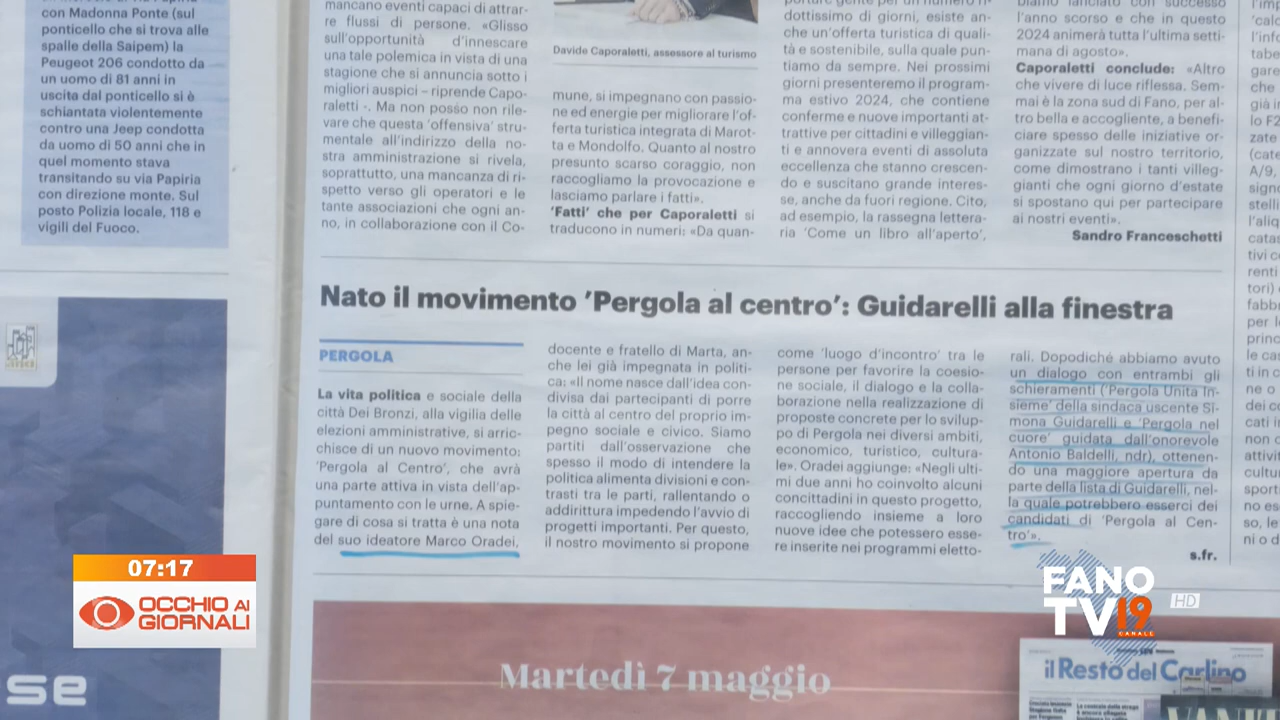 con Madonna Ponte (sul
ponticello che si trova alle
spalle della Saipem) la
Peugeot 206 condotto da
un uomo di 81 anni in
uscita dal ponticello si è
schiantata violentemente
contro una Jeep condotta
da uomo di 50 anni che in
quel momento stava
transitando su via Papiria
con direzione monte. Sul
posto Polizia locale, 118 e
vigili del Fuoco.
mancano eventi capaci di attrar-
re flussi di persone. «Glisso
sull'opportunità d'innescare
una tale polemica in vista di una
stagione che si annuncia sotto i
migliori auspici – riprende Capo-
raletti -. Ma non posso non rile-
vare che questa 'offensiva' stru-
mentale all'indirizzo della no-
stra amministrazione si rivela,
soprattutto, una mancanza di ri-
spetto verso gli operatori e le
tante associazioni che ogni an-
no, in collaborazione con il Co-
Davide Caporaletti, assessore al turismo
mune, si impegnano con passio-
ne ed energie per migliorare l'of-
ferta turistica integrata di Marot-
ta e Mondolfo. Quanto al nostro
presunto scarso coraggio, non
raccogliamo la provocazione e
lasciamo parlare i fatti».
'Fatti' che per Caporaletti si
traducono in numeri: «Da quan-
dottissimo di giorni, esiste an-
che un'offerta turistica di quali-
tà e sostenibile, sulla quale pun-
tiamo da sempre. Nei prossimi
giorni presenteremo il program-
ma estivo 2024, che contiene
conferme e nuove importanti at-
trattive per cittadini e villeggian-
ti e annovera eventi di assoluta
eccellenza che stanno crescen-
do e suscitano grande interes-
se, anche da fuori regione. Cito,
ad esempio, la rassegna lettera-
ria 'Come un libro all'aperto',
biamo lanciato con successo
l'anno scorso e che in questo
2024 animerà tutta l'ultima setti-
mana di agosto».
Caporaletti conclude: «Altro
che vivere di luce riflessa. Sem-
mai è la zona sud di Fano, per al-
tro bella e accogliente, a benefi-
ciare spesso delle iniziative or-
ganizzate sul nostro territorio,
come dimostrano i tanti villeg-
gianti che ogni giorno d'estate
si spostano qui per partecipare
ai nostri eventi».
Sandro Franceschetti
Nato il movimento 'Pergola al centro': Guidarelli alla finestra
PERGOLA
La vita politica e sociale della
città Dei Bronzi, alla vigilia delle
elezioni amministrative, si arric-
chisce di un nuovo movimento:
'Pergola al Centro', che avrà
una parte attiva in vista dell'ap-
puntamento con le urne. A spie-
gare di cosa si tratta è una nota
del suo ideatore Marco Oradei,
docente e fratello di Marta, an-
che lei già impegnata in politi-
ca: «Il nome nasce dall'idea con-
divisa dai partecipanti di porre
la città al centro del proprio im-
pegno sociale e civico. Siamo
partiti dall'osservazione che
spesso il modo di intendere la
politica alimenta divisioni e con-
trasti tra le parti, rallentando o
addirittura impedendo l'avvio di
progetti importanti. Per questo,
il nostro movimento si propone
come 'luogo d'incontro' tra le
persone per favorire la coesio-
ne sociale, il dialogo e la colla-
borazione nella realizzazione di
proposte concrete per lo svilup-
po di Pergola nei diversi ambiti,
economico, turistico, cultura-
le». Oradei aggiunge: «Negli ulti-
mi due anni ho coinvolto alcuni
concittadini in questo progetto,
raccogliendo insieme a loro
nuove idee che potessero esse-
re inserite nei programmi eletto-
rali. Dopodiché abbiamo avuto
un dialogo con entrambi gli
schieramenti ('Pergola Unita In-
sieme' della sindaca uscente Si-
mona Guidarelli e 'Pergola nel
cuore' guidata dall'onorevole
Antonio Baldelli, ndr), ottenen-
do una maggiore apertura da
parte della lista di Guidarelli, nel-
la quale potrebbero esserci dei
candidati di 'Pergola al Cen-
tro'».
s.fr.
07:17
OCCHIO AI
GIORNALI
se
Martedì 7 maggio
FANO
TV19
CANALE
HD
il Resto del Carlino